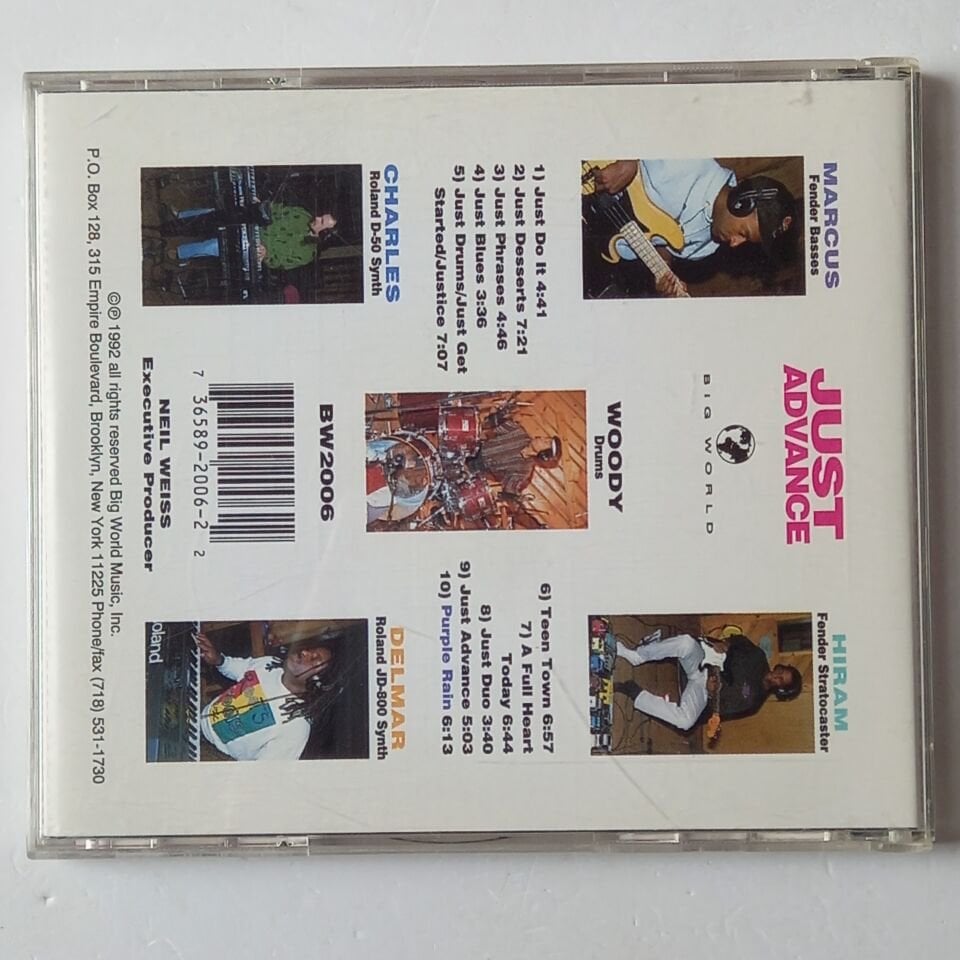 JUST
ADVANCE
BIG WORLD
MARCUS
Fender Basses
HIRAM
Fender Stratocaster
WOODY
Drums
1) Just Do It 4:41
2) Just Desserts 7:21
3) Just Phrases 4:46
4) Just Blues 3:36
5) Just Drums/Just Get
Started/Justice 7:07
6) Teen Town 6:57
7) A Full Heart
Today 6:44
8) Just Duo 3:40
9) Just Advance 5:03
10) Purple Rain 6:13
CHARLES
Roland D-50 Synth
DELMAR
Roland JD-800 Synth
oland
BW2006
7 36589-2006-2 2
NEIL WEISS
Executive Producer
©℗ 1992 all rights reserved Big World Music, Inc.
P.O. Box 128, 315 Empire Boulevard, Brooklyn, New York 11225 Phone/fax (718) 531-1730